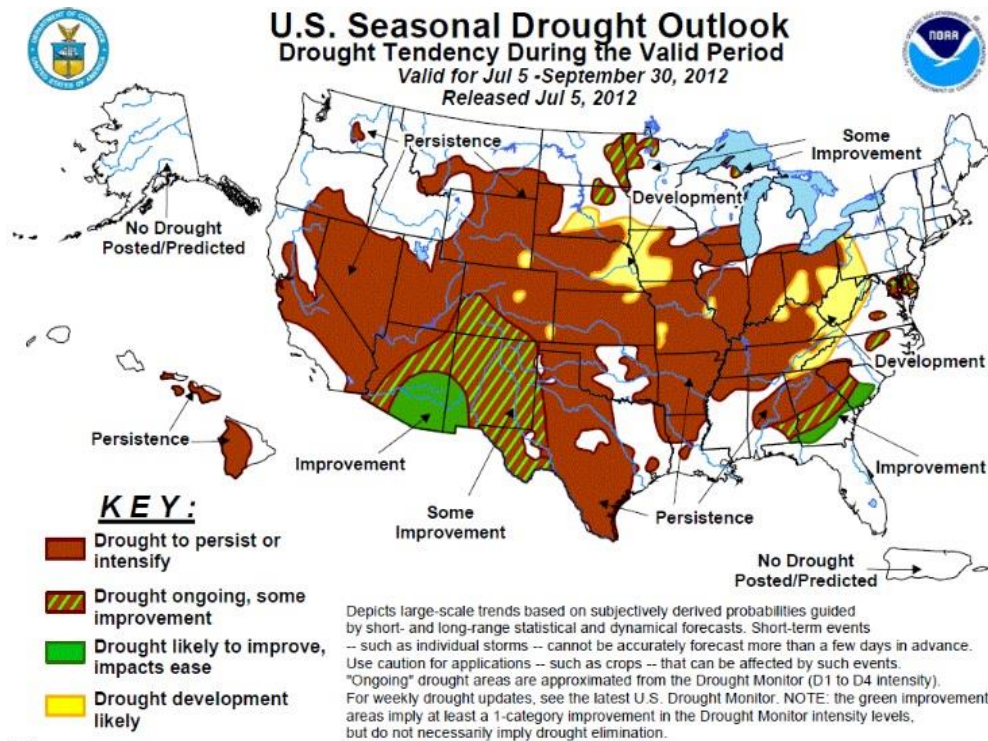 U.S. Seasonal Drought Outlook
Drought Tendency During the Valid Period
Valid for Jul 5 -September 30, 2012
Released Jul 5, 2012
DEPARTMENT OF COMMERCE
UNITED STATES OF AMERICA
NOAA
No Drought
Posted/Predicted
Persistence
Some
Improvement
Development
Development
Persistence
Improvement
Some
Improvement
Persistence
Improvement
No Drought
Posted/Predicted
KEY:
Drought to persist or
intensify
Drought ongoing, some
improvement
Drought likely to improve,
impacts ease
Drought development
likely
Depicts large-scale trends based on subjectively derived probabilities guided
by short- and long-range statistical and dynamical forecasts. Short-term events
-- such as individual storms -- cannot be accurately forecast more than a few days in advance.
Use caution for applications -- such as crops -- that can be affected by such events.
"Ongoing" drought areas are approximated from the Drought Monitor (D1 to D4 intensity).
For weekly drought updates, see the latest U.S. Drought Monitor. NOTE: the green improvement
areas imply at least a 1-category improvement in the Drought Monitor intensity levels,
but do not necessarily imply drought elimination.